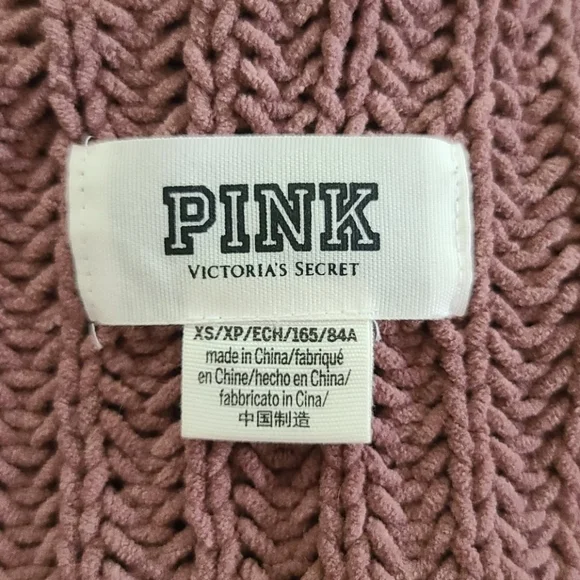 PINK
VICTORIA'S SECRET
XS/XP/ECH/165/84A
made in China/fabriqué
en Chine/hecho en China/
fabbricato in Cina/
中国制造